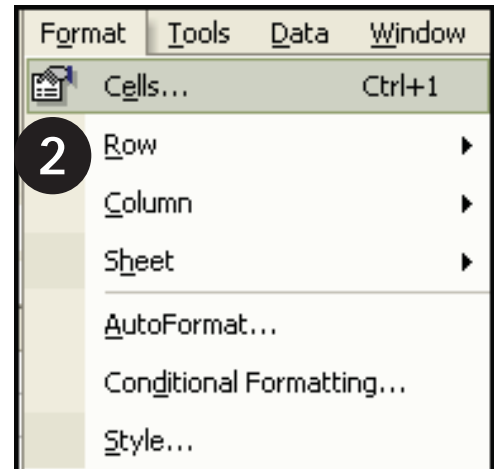 Format Tools Data Window
Cells... Ctrl+1
2
Row
Column
Sheet
AutoFormat...
Conditional Formatting...
Style...